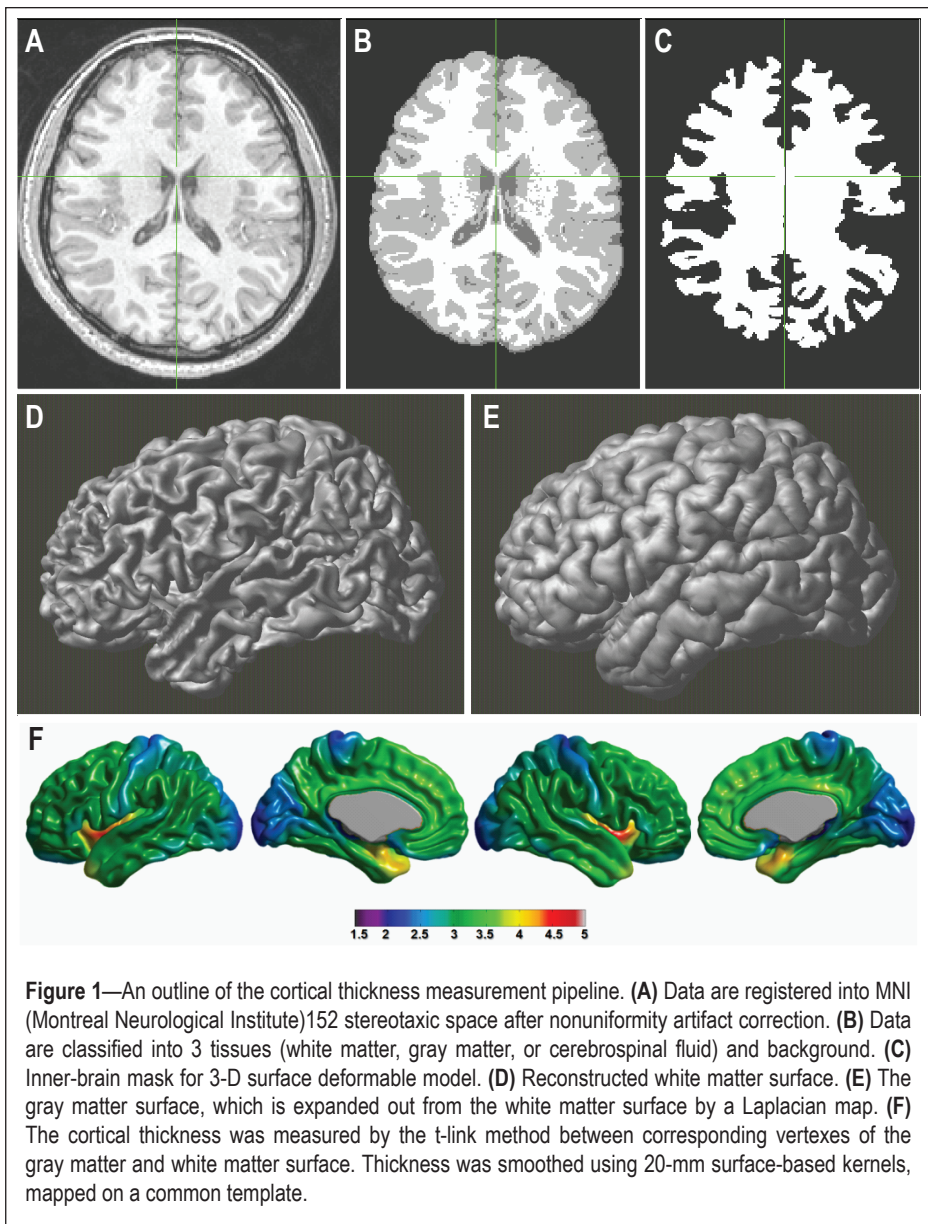 A
B
C
D
E
F
1.5 2 2.5 3 3.5 4 4.5 5
Figure 1—An outline of the cortical thickness measurement pipeline. (A) Data are registered into MNI
(Montreal Neurological Institute)152 stereotaxic space after nonuniformity artifact correction. (B) Data
are classified into 3 tissues (white matter, gray matter, or cerebrospinal fluid) and background. (C)
Inner-brain mask for 3-D surface deformable model. (D) Reconstructed white matter surface. (E) The
gray matter surface, which is expanded out from the white matter surface by a Laplacian map. (F)
The cortical thickness was measured by the t-link method between corresponding vertexes of the
gray matter and white matter surface. Thickness was smoothed using 20-mm surface-based kernels,
mapped on a common template.